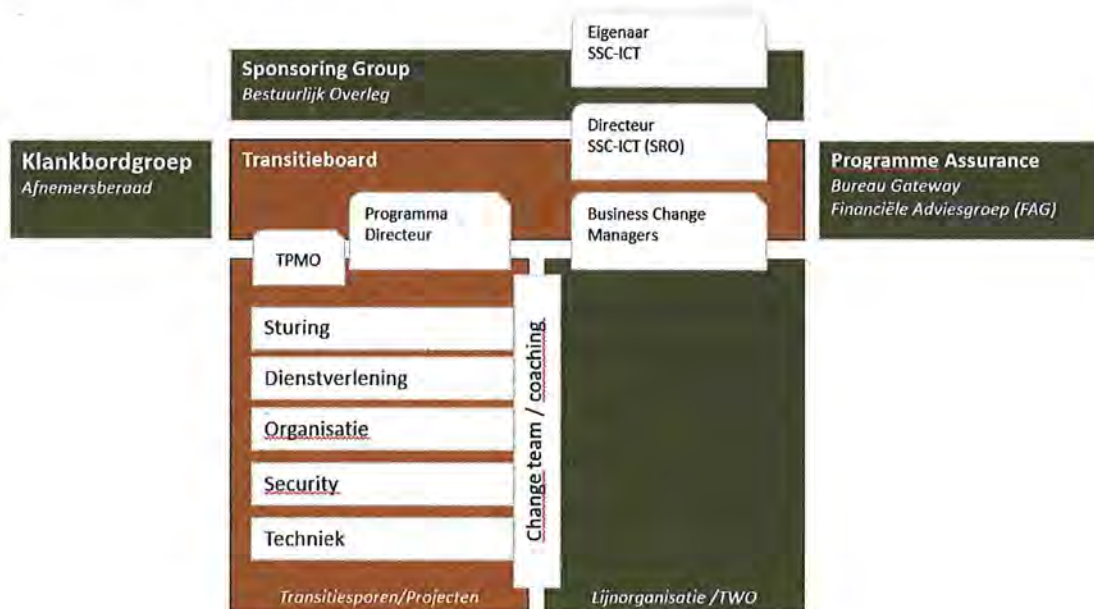 Eigenaar
SSC-ICT
Sponsoring Group
Bestuurlijk Overleg
Directeur
SSC-ICT (SRO)
Klankbordgroep
Afnemersberaad
Transitieboard
Programme Assurance
Bureau Gateway
Financiële Adviesgroep (FAG)
Programma
Directeur
Business Change
Managers
TPMO
Sturing
Dienstverlening
Organisatie
Security
Techniek
Change team / coaching
Transitiesporen/Projecten
Lijnorganisatie /TWO